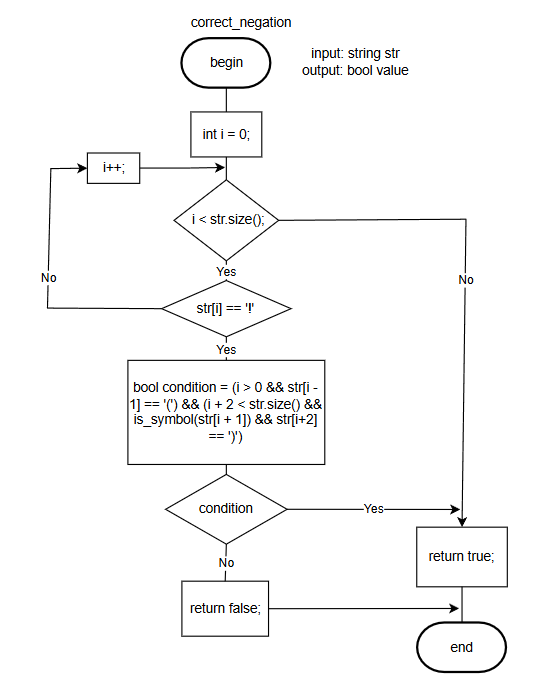 correct_negation
begin
input: string str
output: bool value
int i = 0;
i++;
i < str.size();
No
No
Yes
str[i] == '!'
Yes
bool condition = (i > 0 && str[i -
1] == '(') && (i + 2 < str.size() &&
is_symbol(str[i + 1]) && str[i+2]
== ')')
condition
Yes
No
return true;
return false;
end